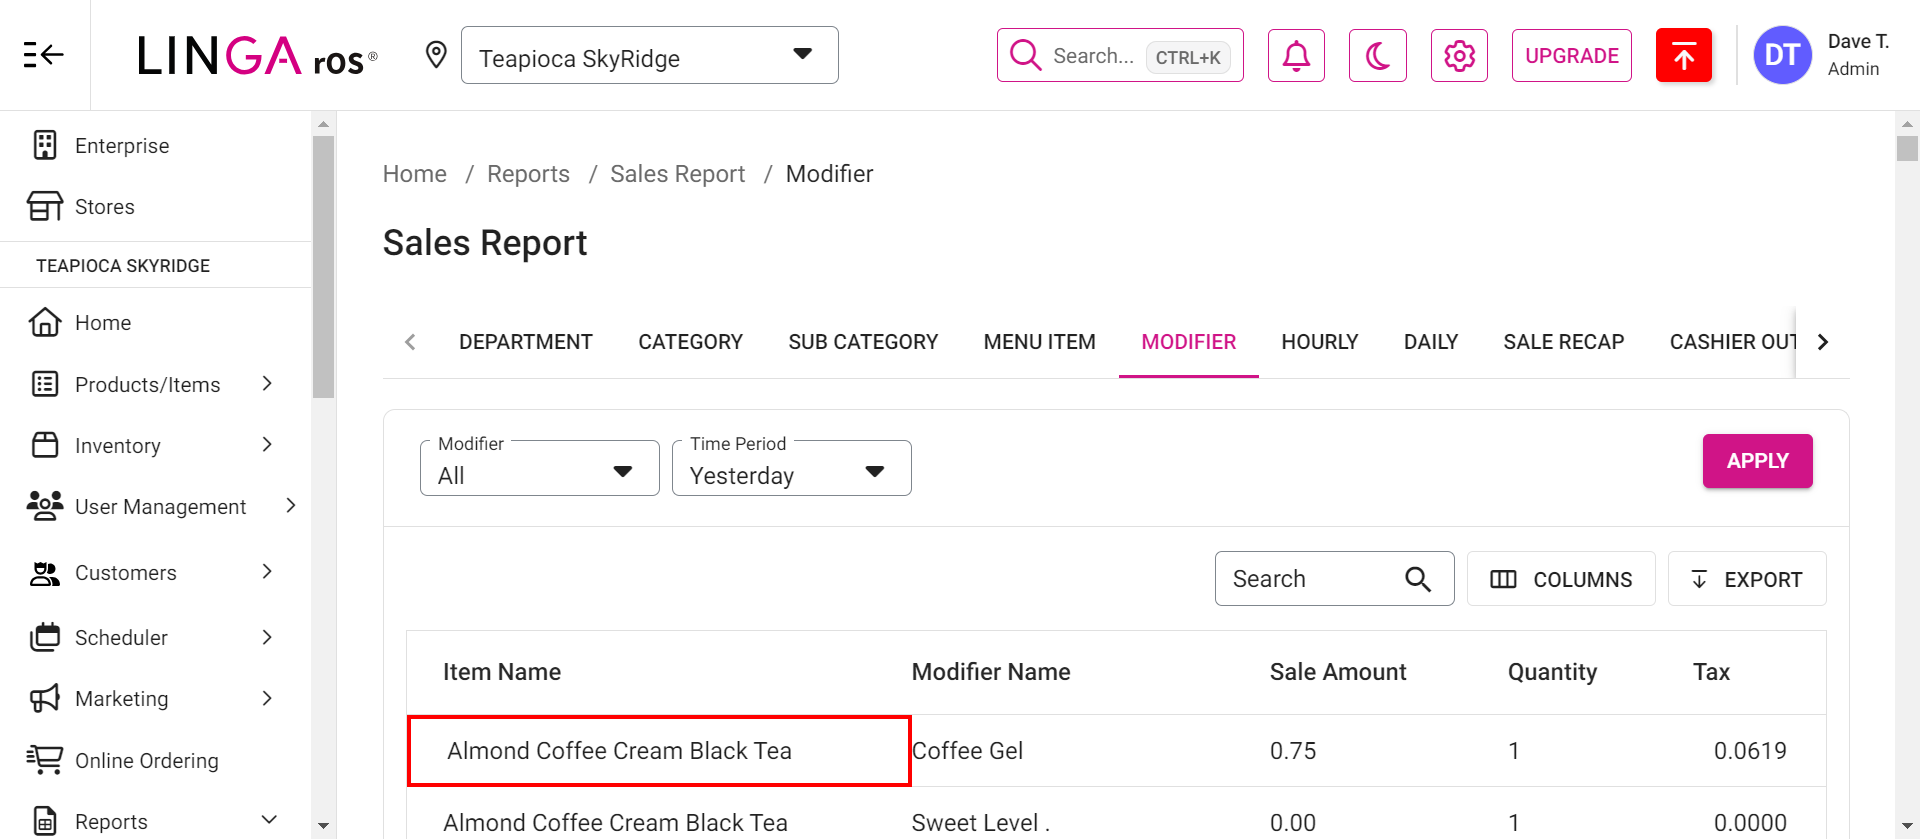 LINGA ros®
Teapioca SkyRidge
Search... CTRL+K
UPGRADE
DT
Dave T.
Admin
Enterprise
Stores
TEAPIOCA SKYRIDGE
Home
Products/Items
Inventory
User Management
Customers
Scheduler
Marketing
Online Ordering
Reports
Home / Reports / Sales Report / Modifier
Sales Report
DEPARTMENT CATEGORY SUB CATEGORY MENU ITEM MODIFIER HOURLY DAILY SALE RECAP CASHIER OUT
Modifier
All
Time Period
Yesterday
APPLY
Search
COLUMNS
EXPORT
Item Name Modifier Name Sale Amount Quantity Tax
Almond Coffee Cream Black Tea Coffee Gel 0.75 1 0.0619
Almond Coffee Cream Black Tea Sweet Level . 0.00 1 0.0000